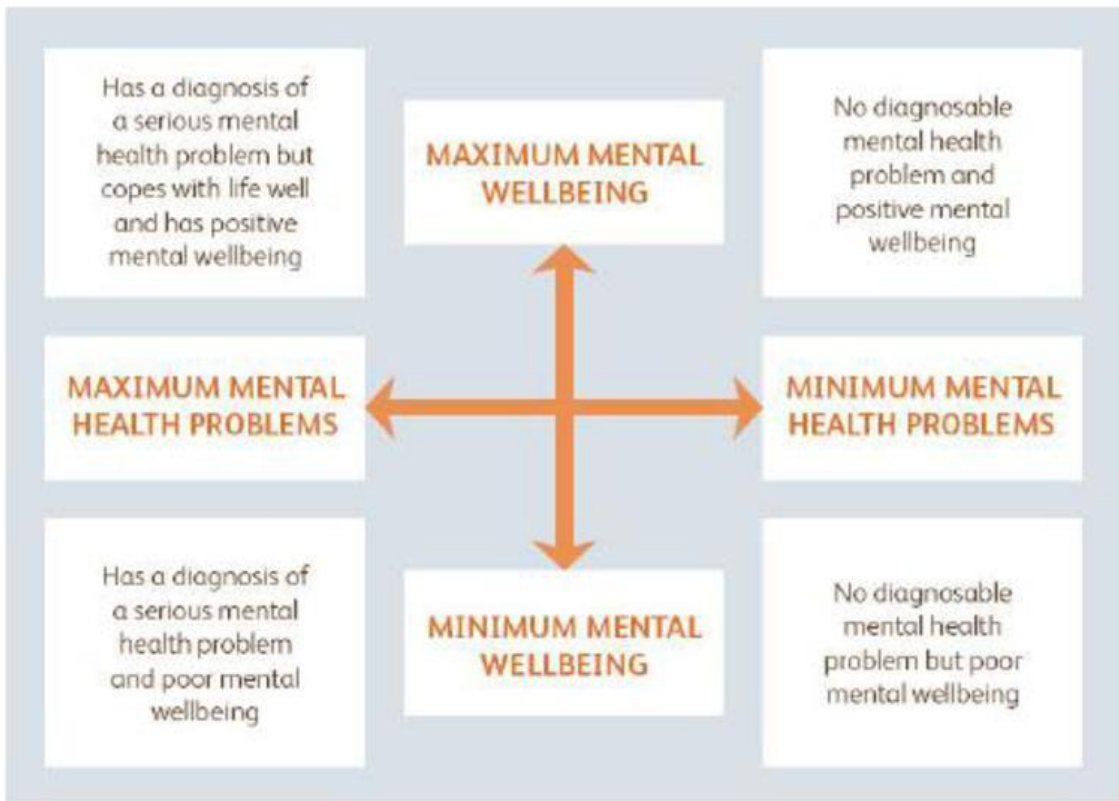 Has a diagnosis of
a serious mental
health problem but
copes with life well
and has positive
mental wellbeing
MAXIMUM MENTAL
WELLBEING
No diagnosable
mental health
problem and
positive mental
wellbeing
MAXIMUM MENTAL
HEALTH PROBLEMS
MINIMUM MENTAL
HEALTH PROBLEMS
Has a diagnosis of
a serious mental
health problem
and poor mental
wellbeing
MINIMUM MENTAL
WELLBEING
No diagnosable
mental health
problem but poor
mental wellbeing